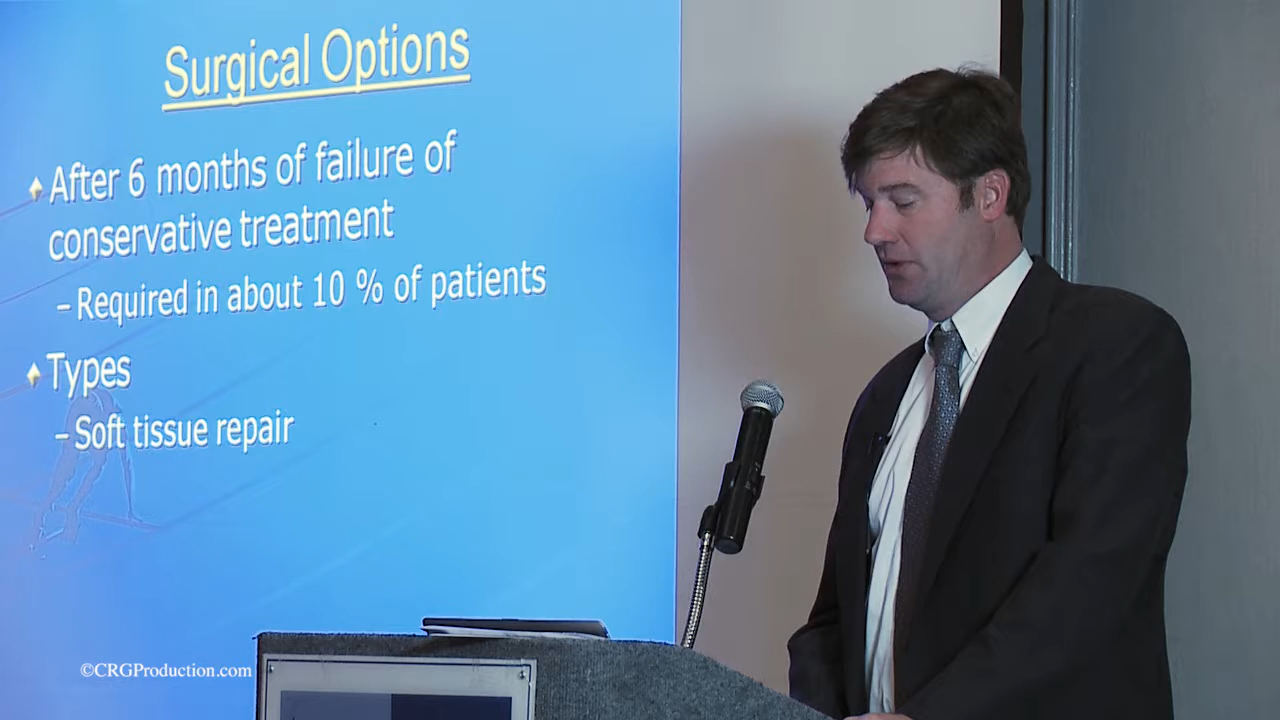 Surgical Options
After 6 months of failure of
conservative treatment
– Required in about 10 % of patients
Types
– Soft tissue repair
©CRGProduction.com